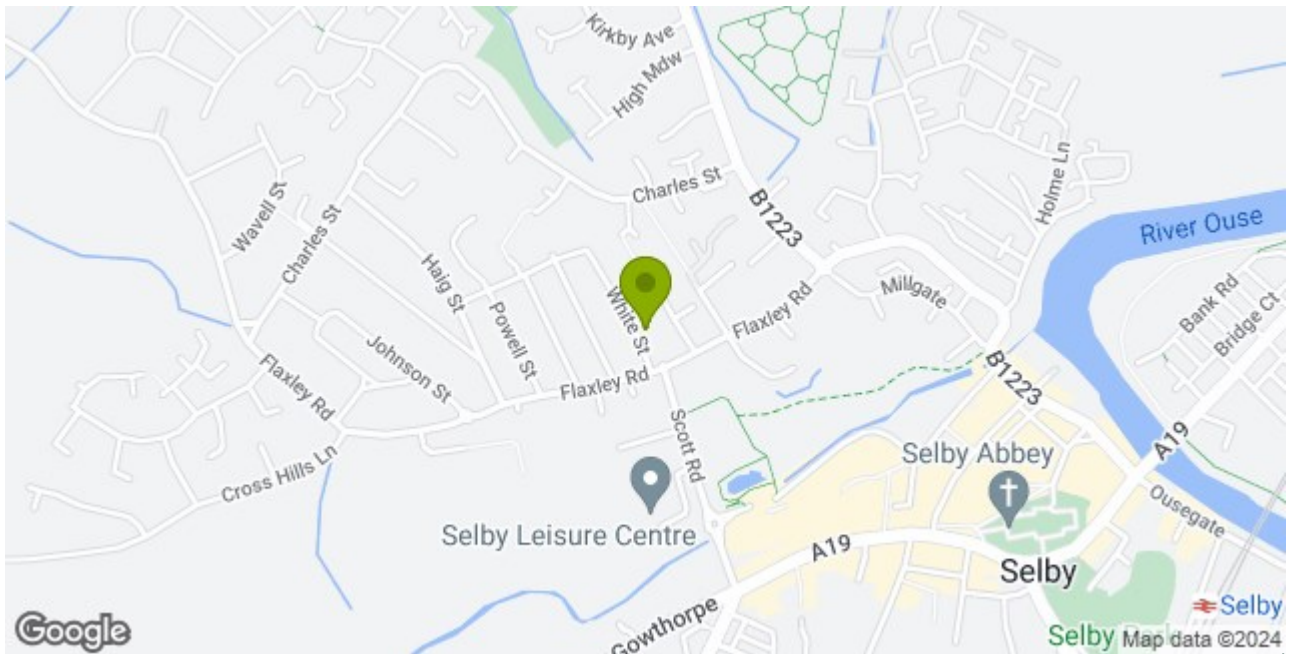 Kirkby Ave
High Mdw
Charles St
B1223
Holme Ln
River Ouse
Wavell St
Charles St
Haig St
White St
Millgate
Bank Rd
Bridge Ct
Powell St
Flaxley Rd
Johnson St
Flaxley Rd
Flaxley Rd
B1223
A19
Scott Rd
Selby Abbey
Cross Hills Ln
Selby Leisure Centre
Ousegate
A19
Selby
Gowthorpe
Selby
Google
Selby
Map data ©2024